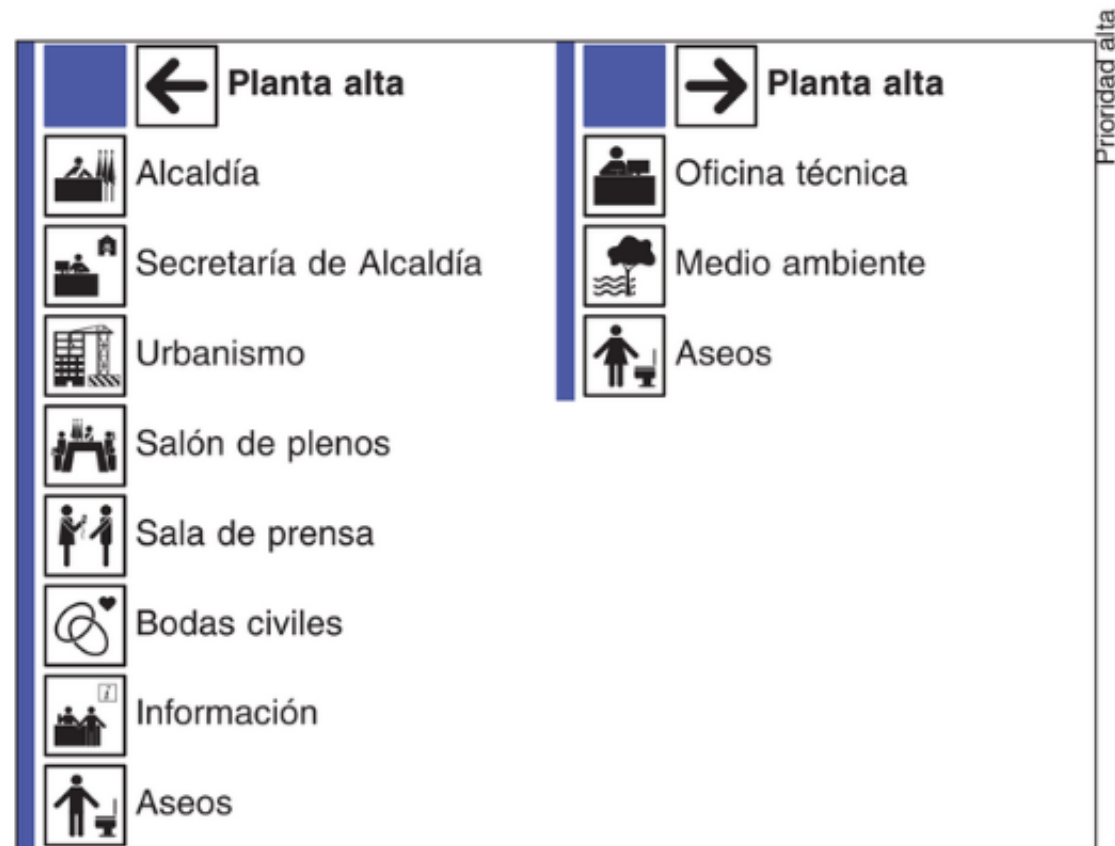 Planta alta
Alcaldía
Secretaría de Alcaldía
Urbanismo
Salón de plenos
Sala de prensa
Bodas civiles
i
Información
Aseos
Planta alta
Oficina técnica
Medio ambiente
Aseos
Prioridad alta